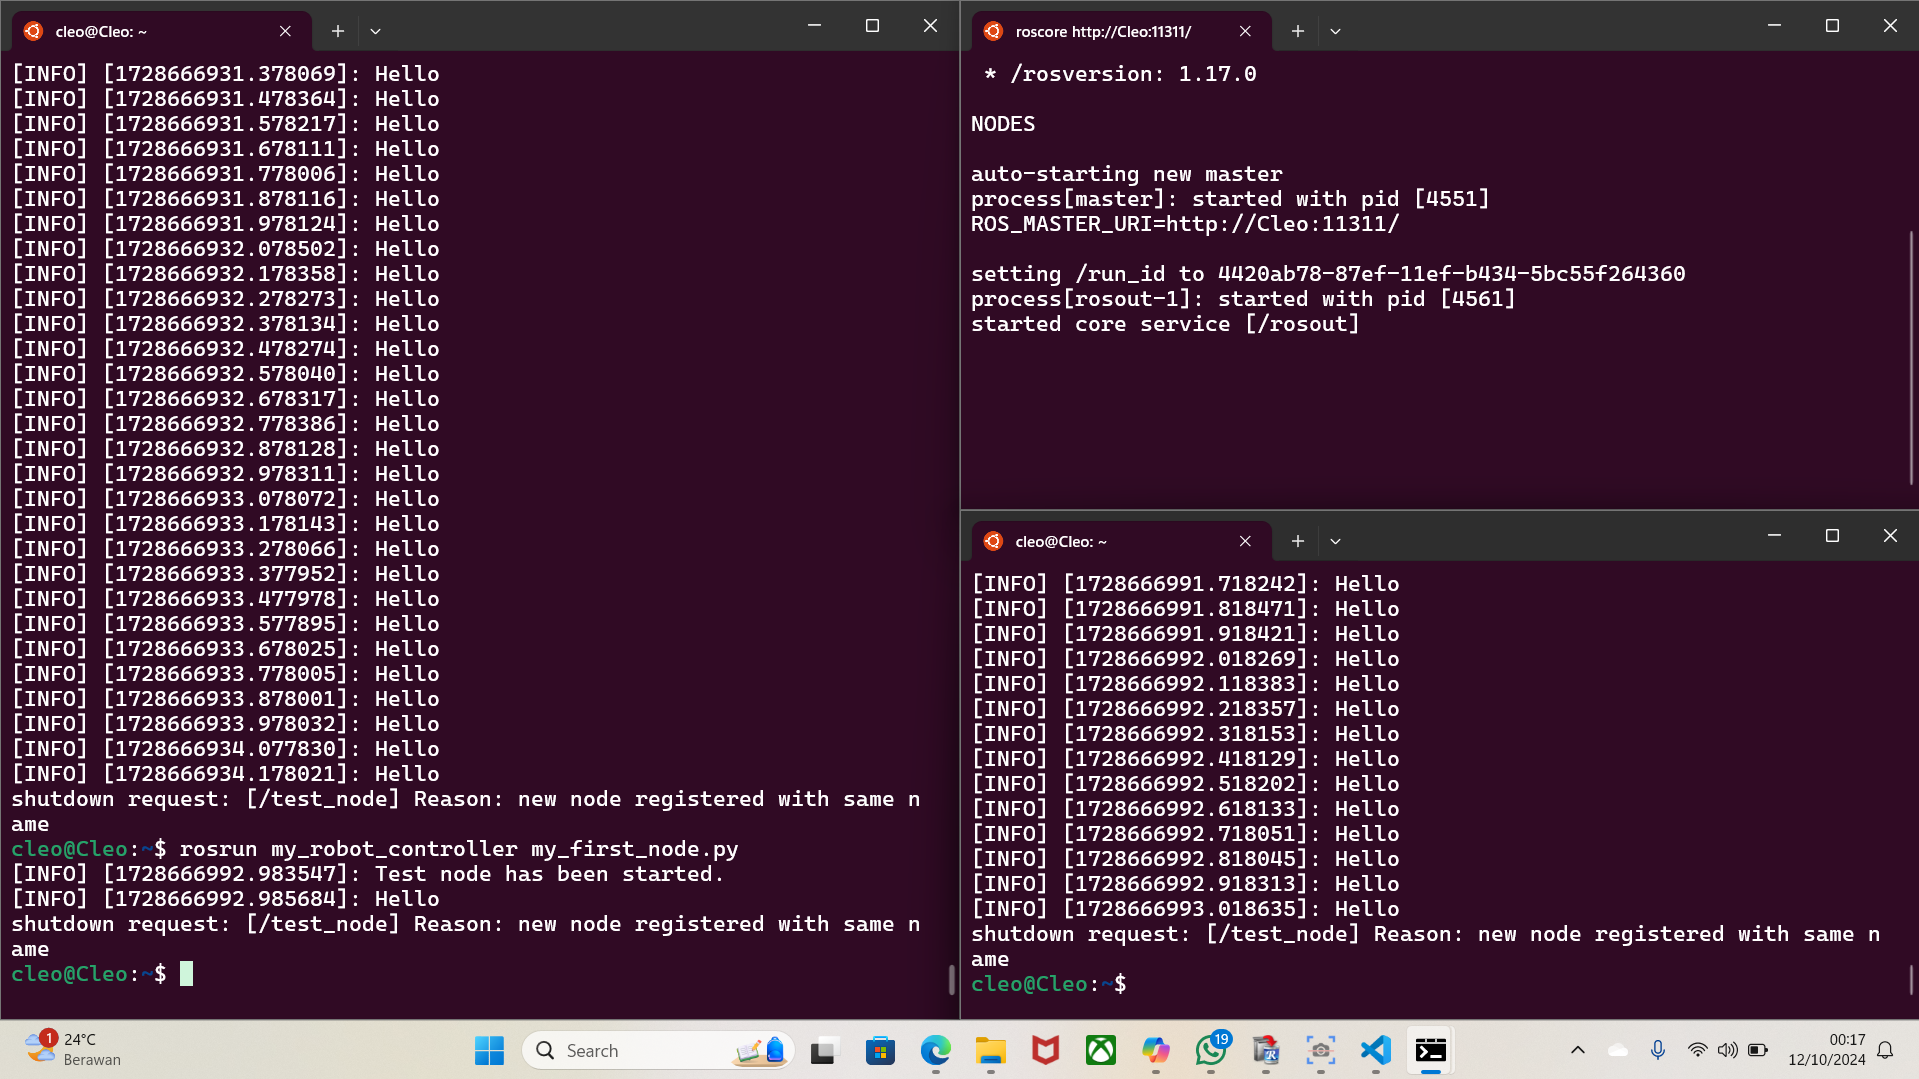 cleo@Cleo: ~
[INFO] [1728666931.378069]: Hello
[INFO] [1728666931.478364]: Hello
[INFO] [1728666931.578217]: Hello
[INFO] [1728666931.678111]: Hello
[INFO] [1728666931.778006]: Hello
[INFO] [1728666931.878116]: Hello
[INFO] [1728666931.978124]: Hello
[INFO] [1728666932.078502]: Hello
[INFO] [1728666932.178358]: Hello
[INFO] [1728666932.278273]: Hello
[INFO] [1728666932.378134]: Hello
[INFO] [1728666932.478274]: Hello
[INFO] [1728666932.578040]: Hello
[INFO] [1728666932.678317]: Hello
[INFO] [1728666932.778386]: Hello
[INFO] [1728666932.878128]: Hello
[INFO] [1728666932.978311]: Hello
[INFO] [1728666933.078072]: Hello
[INFO] [1728666933.178143]: Hello
[INFO] [1728666933.278066]: Hello
[INFO] [1728666933.377952]: Hello
[INFO] [1728666933.477978]: Hello
[INFO] [1728666933.577895]: Hello
[INFO] [1728666933.678025]: Hello
[INFO] [1728666933.778005]: Hello
[INFO] [1728666933.878001]: Hello
[INFO] [1728666933.978032]: Hello
[INFO] [1728666934.077830]: Hello
[INFO] [1728666934.178021]: Hello
shutdown request: [/test_node] Reason: new node registered with same n
ame
cleo@Cleo:~$ rosrun my_robot_controller my_first_node.py
[INFO] [1728666992.983547]: Test node has been started.
[INFO] [1728666992.985684]: Hello
shutdown request: [/test_node] Reason: new node registered with same n
ame
cleo@Cleo:~$
roscore http://Cleo:11311/
* /rosversion: 1.17.0
NODES
auto-starting new master
process[master]: started with pid [4551]
ROS_MASTER_URI=http://Cleo:11311/
setting /run_id to 4420ab78-87ef-11ef-b434-5bc55f264360
process[rosout-1]: started with pid [4561]
started core service [/rosout]
cleo@Cleo: ~
[INFO] [1728666991.718242]: Hello
[INFO] [1728666991.818471]: Hello
[INFO] [1728666991.918421]: Hello
[INFO] [1728666992.018269]: Hello
[INFO] [1728666992.118383]: Hello
[INFO] [1728666992.218357]: Hello
[INFO] [1728666992.318153]: Hello
[INFO] [1728666992.418129]: Hello
[INFO] [1728666992.518202]: Hello
[INFO] [1728666992.618133]: Hello
[INFO] [1728666992.718051]: Hello
[INFO] [1728666992.818045]: Hello
[INFO] [1728666992.918313]: Hello
[INFO] [1728666993.018635]: Hello
shutdown request: [/test_node] Reason: new node registered with same n
ame
cleo@Cleo:~$
1
24°C
Berawan
Search
19
00:17
12/10/2024